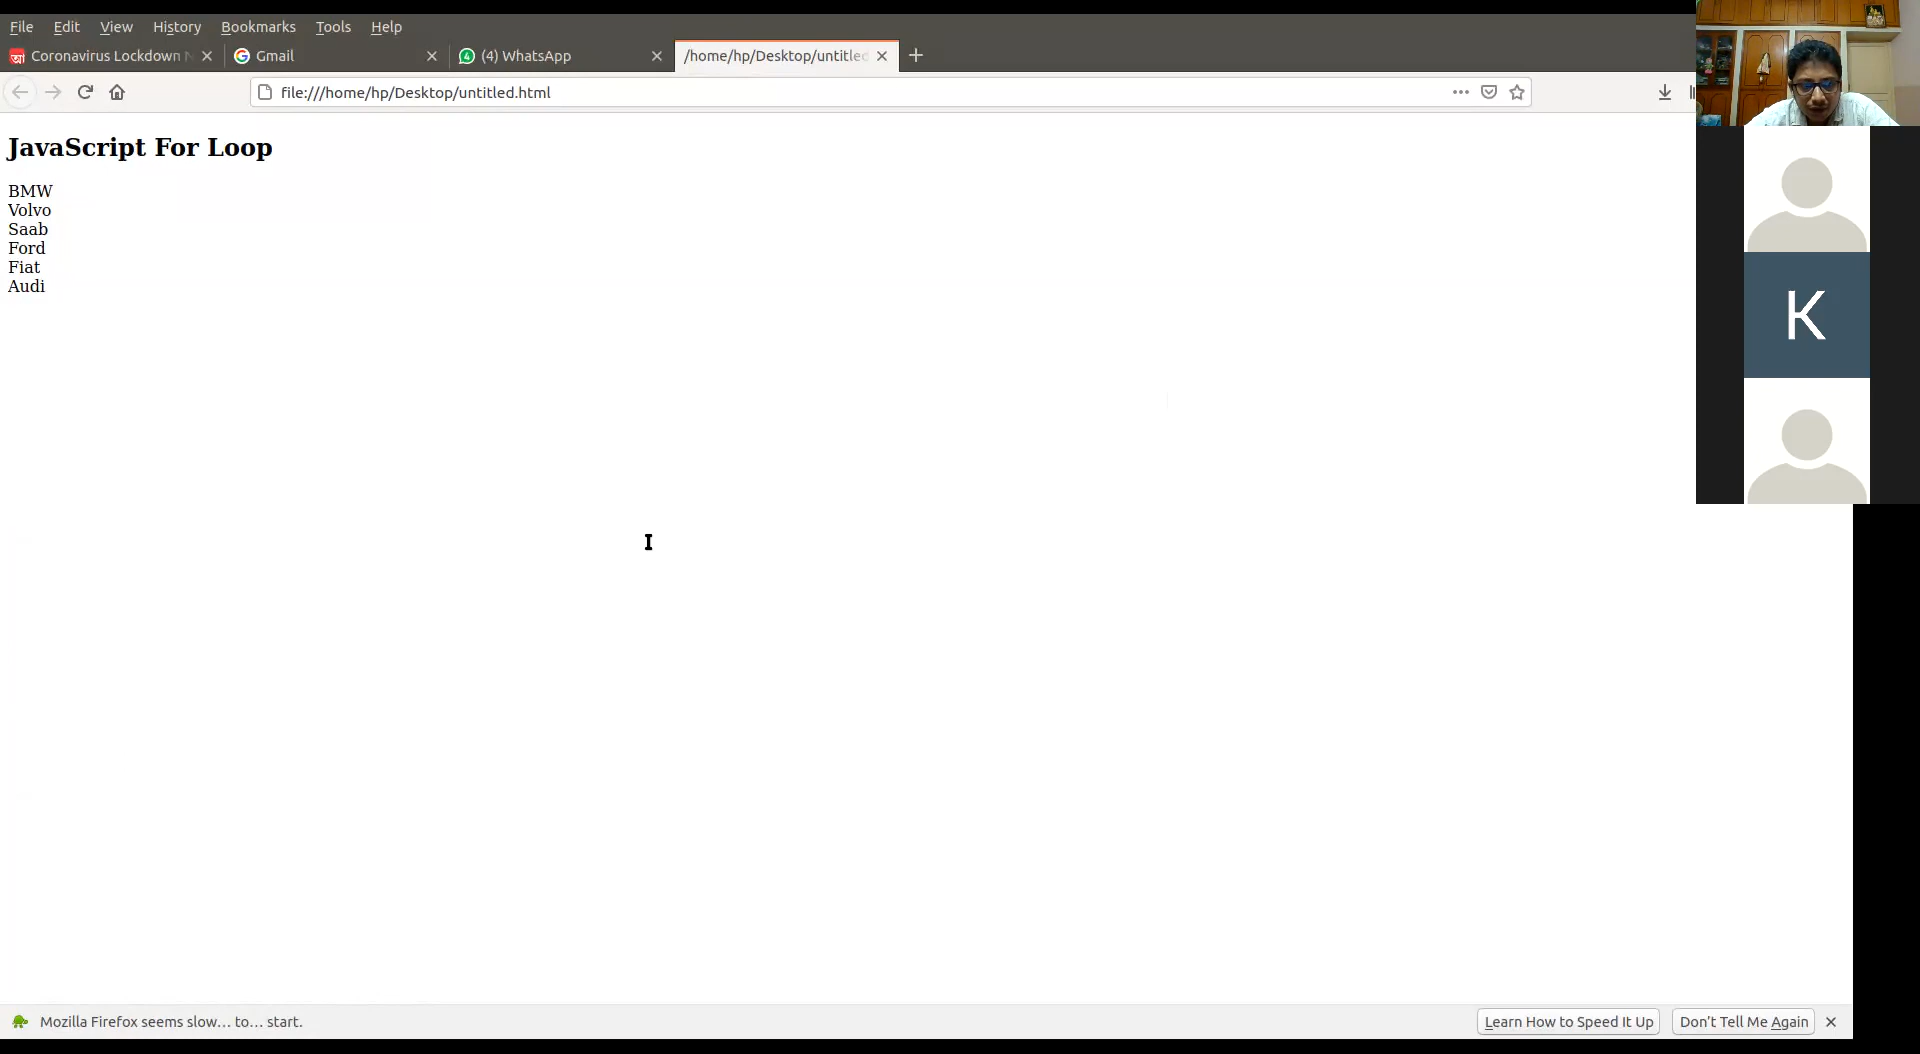 File Edit View History Bookmarks Tools Help
Coronavirus Lockdown Gmail (4) WhatsApp /home/hp/Desktop/untitled
file:///home/hp/Desktop/untitled.html
JavaScript For Loop
BMW
Volvo
Saab
Ford
Fiat
Audi
K
Mozilla Firefox seems slow… to… start. Learn How to Speed It Up Don't Tell Me Again